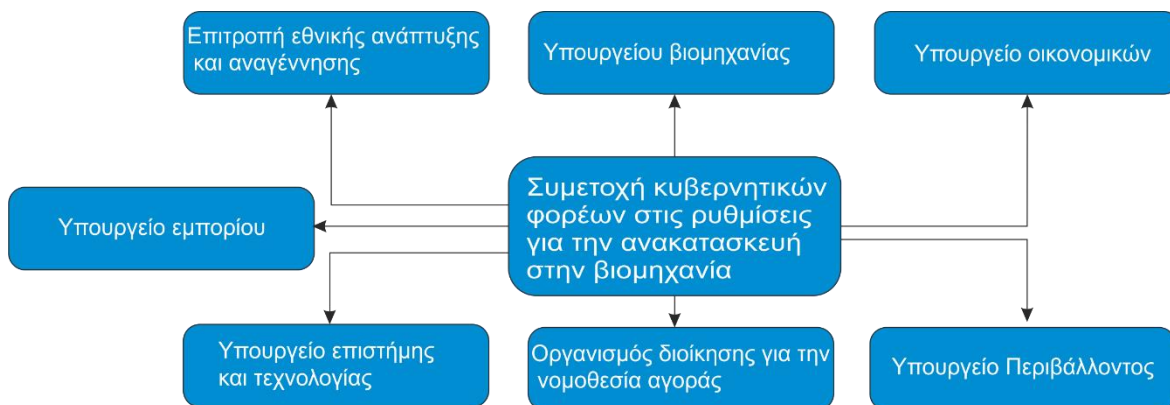 Επιτροπή εθνικής ανάπτυξης
και αναγέννησης
Υπουργείου βιομηχανίας
Υπουργείο οικονομικών
Υπουργείο εμπορίου
Συμετοχή κυβερνητικών
φορέων στις ρυθμίσεις
για την ανακατασκευή
στην βιομηχανία
Υπουργείο επιστήμης
και τεχνολογίας
Οργανισμός διοίκησης για την
νομοθεσία αγοράς
Υπουργείο Περιβάλλοντος